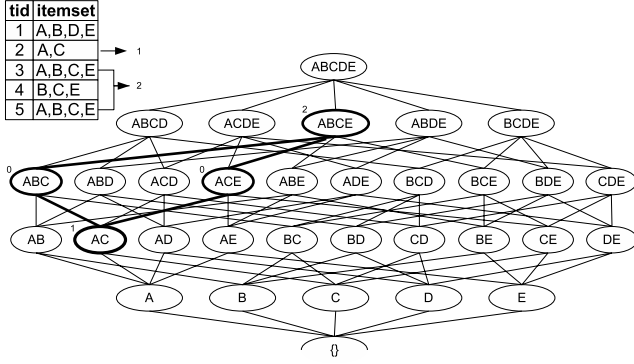 tid itemset
1 A,B,D,E
2 A,C 1
3 A,B,C,E
4 B,C,E 2
5 A,B,C,E
ABCDE
2
ABCD ACDE ABCE ABDE BCDE
0 0
ABC ABD ACD ACE ABE ADE BCD BCE BDE CDE
1
AB AC AD AE BC BD CD BE CE DE
A B C D E
{}